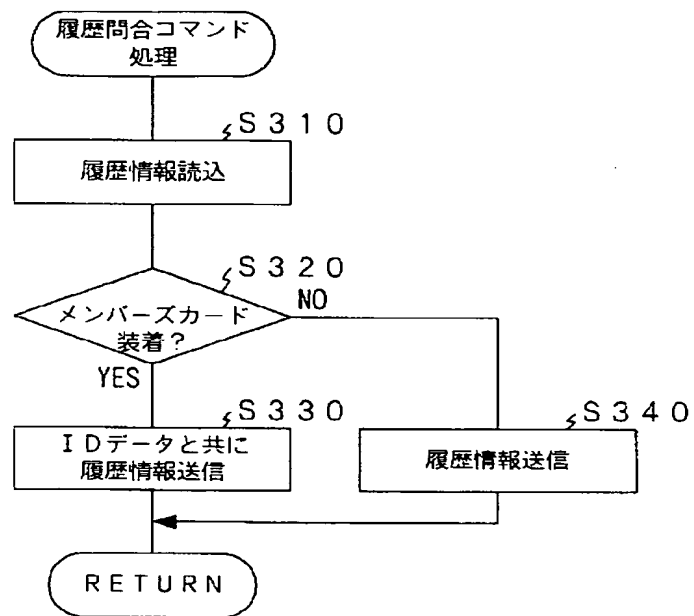 履歴問合コマンド
処理
S310
履歴情報読込
S320
メンバーズカード
装着？
NO
YES
S330
IDデータと共に
履歴情報送信
S340
履歴情報送信
RETURN